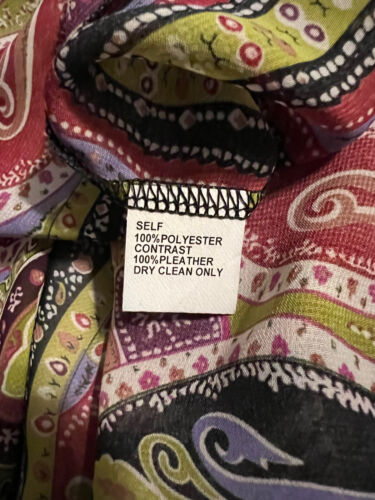 SELF
100%POLYESTER
CONTRAST
100%PLEATHER
DRY CLEAN ONLY